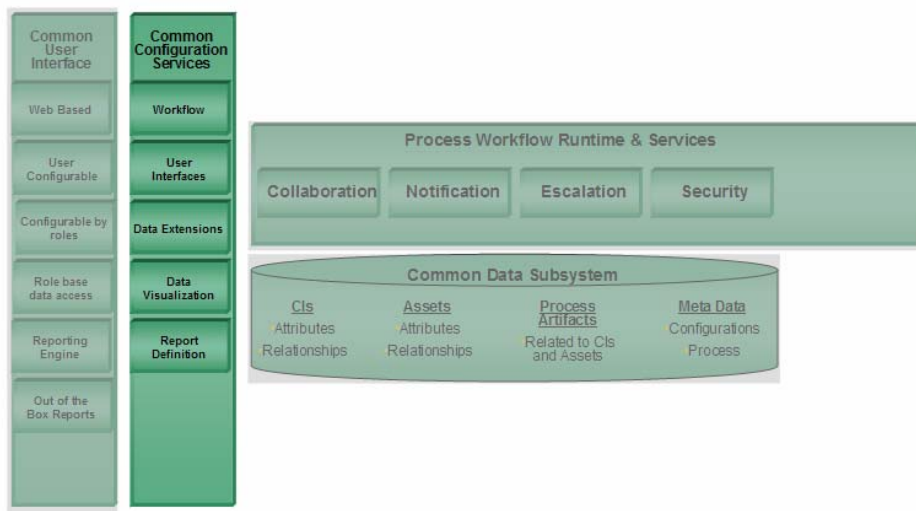 Common
User
Interface
Web Based
User
Configurable
Configurable by
roles
Role base
data access
Reporting
Engine
Out of the
Box Reports
Common
Configuration
Services
Workflow
User
Interfaces
Data Extensions
Data
Visualization
Report
Definition
Process Workflow Runtime & Services
Collaboration
Notification
Escalation
Security
Common Data Subsystem
CIs
Attributes
Relationships
Assets
Attributes
Relationships
Process
Artifacts
Related to CIs
and Assets
Meta Data
Configurations
Process